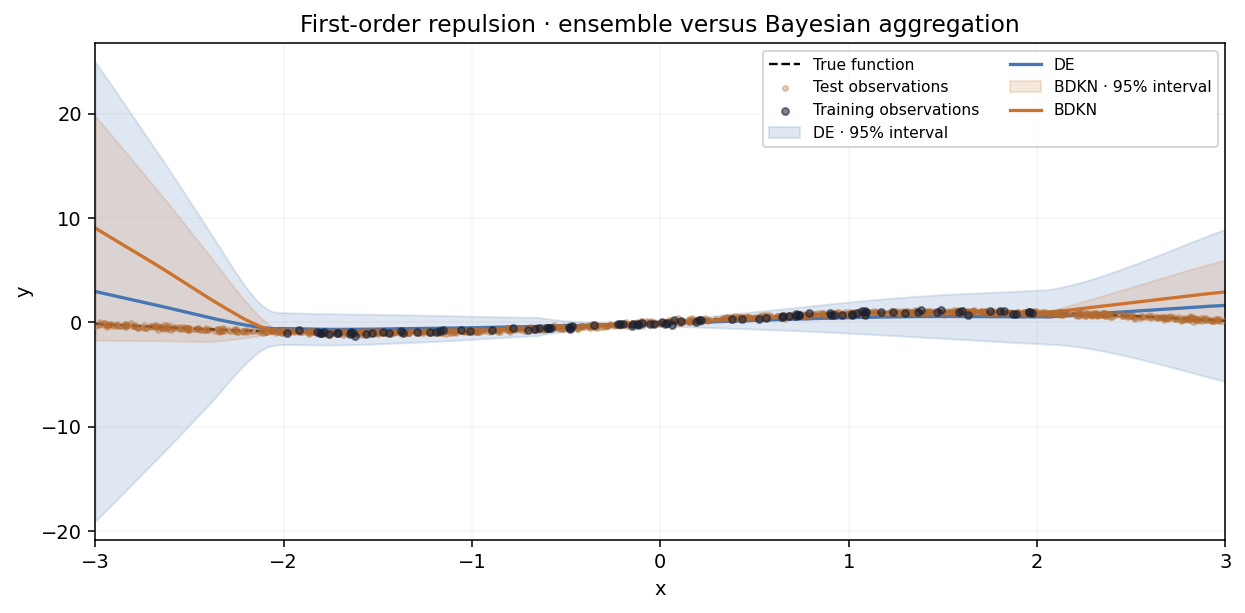 First-order repulsion · ensemble versus Bayesian aggregation
True function
Test observations
Training observations
DE · 95% interval
DE
BDKN · 95% interval
BDKN
20
10
0
−10
−20
y
−3
−2
−1
0
1
2
3
x